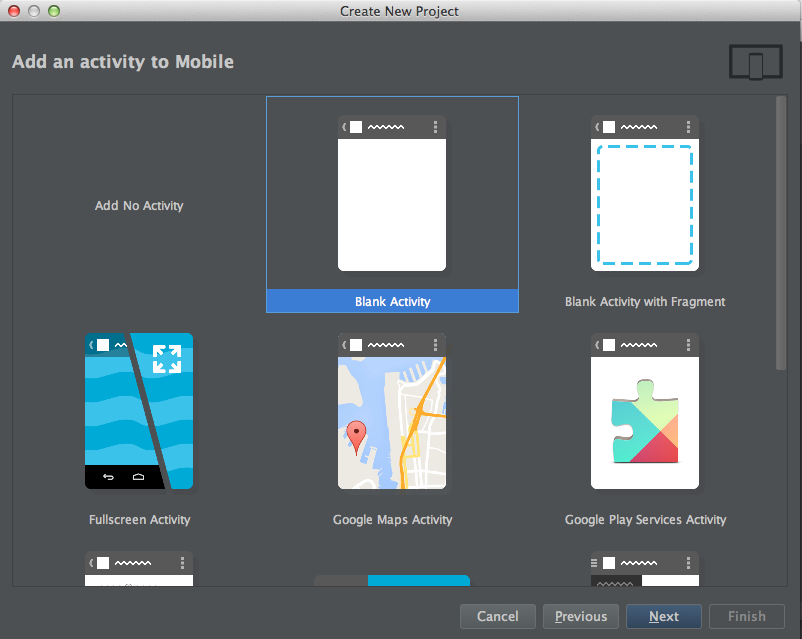 Create New Project
Add an activity to Mobile
Add No Activity
Blank Activity
Blank Activity with Fragment
Fullscreen Activity
Google Maps Activity
Google Play Services Activity
Cancel
Previous
Next
Finish